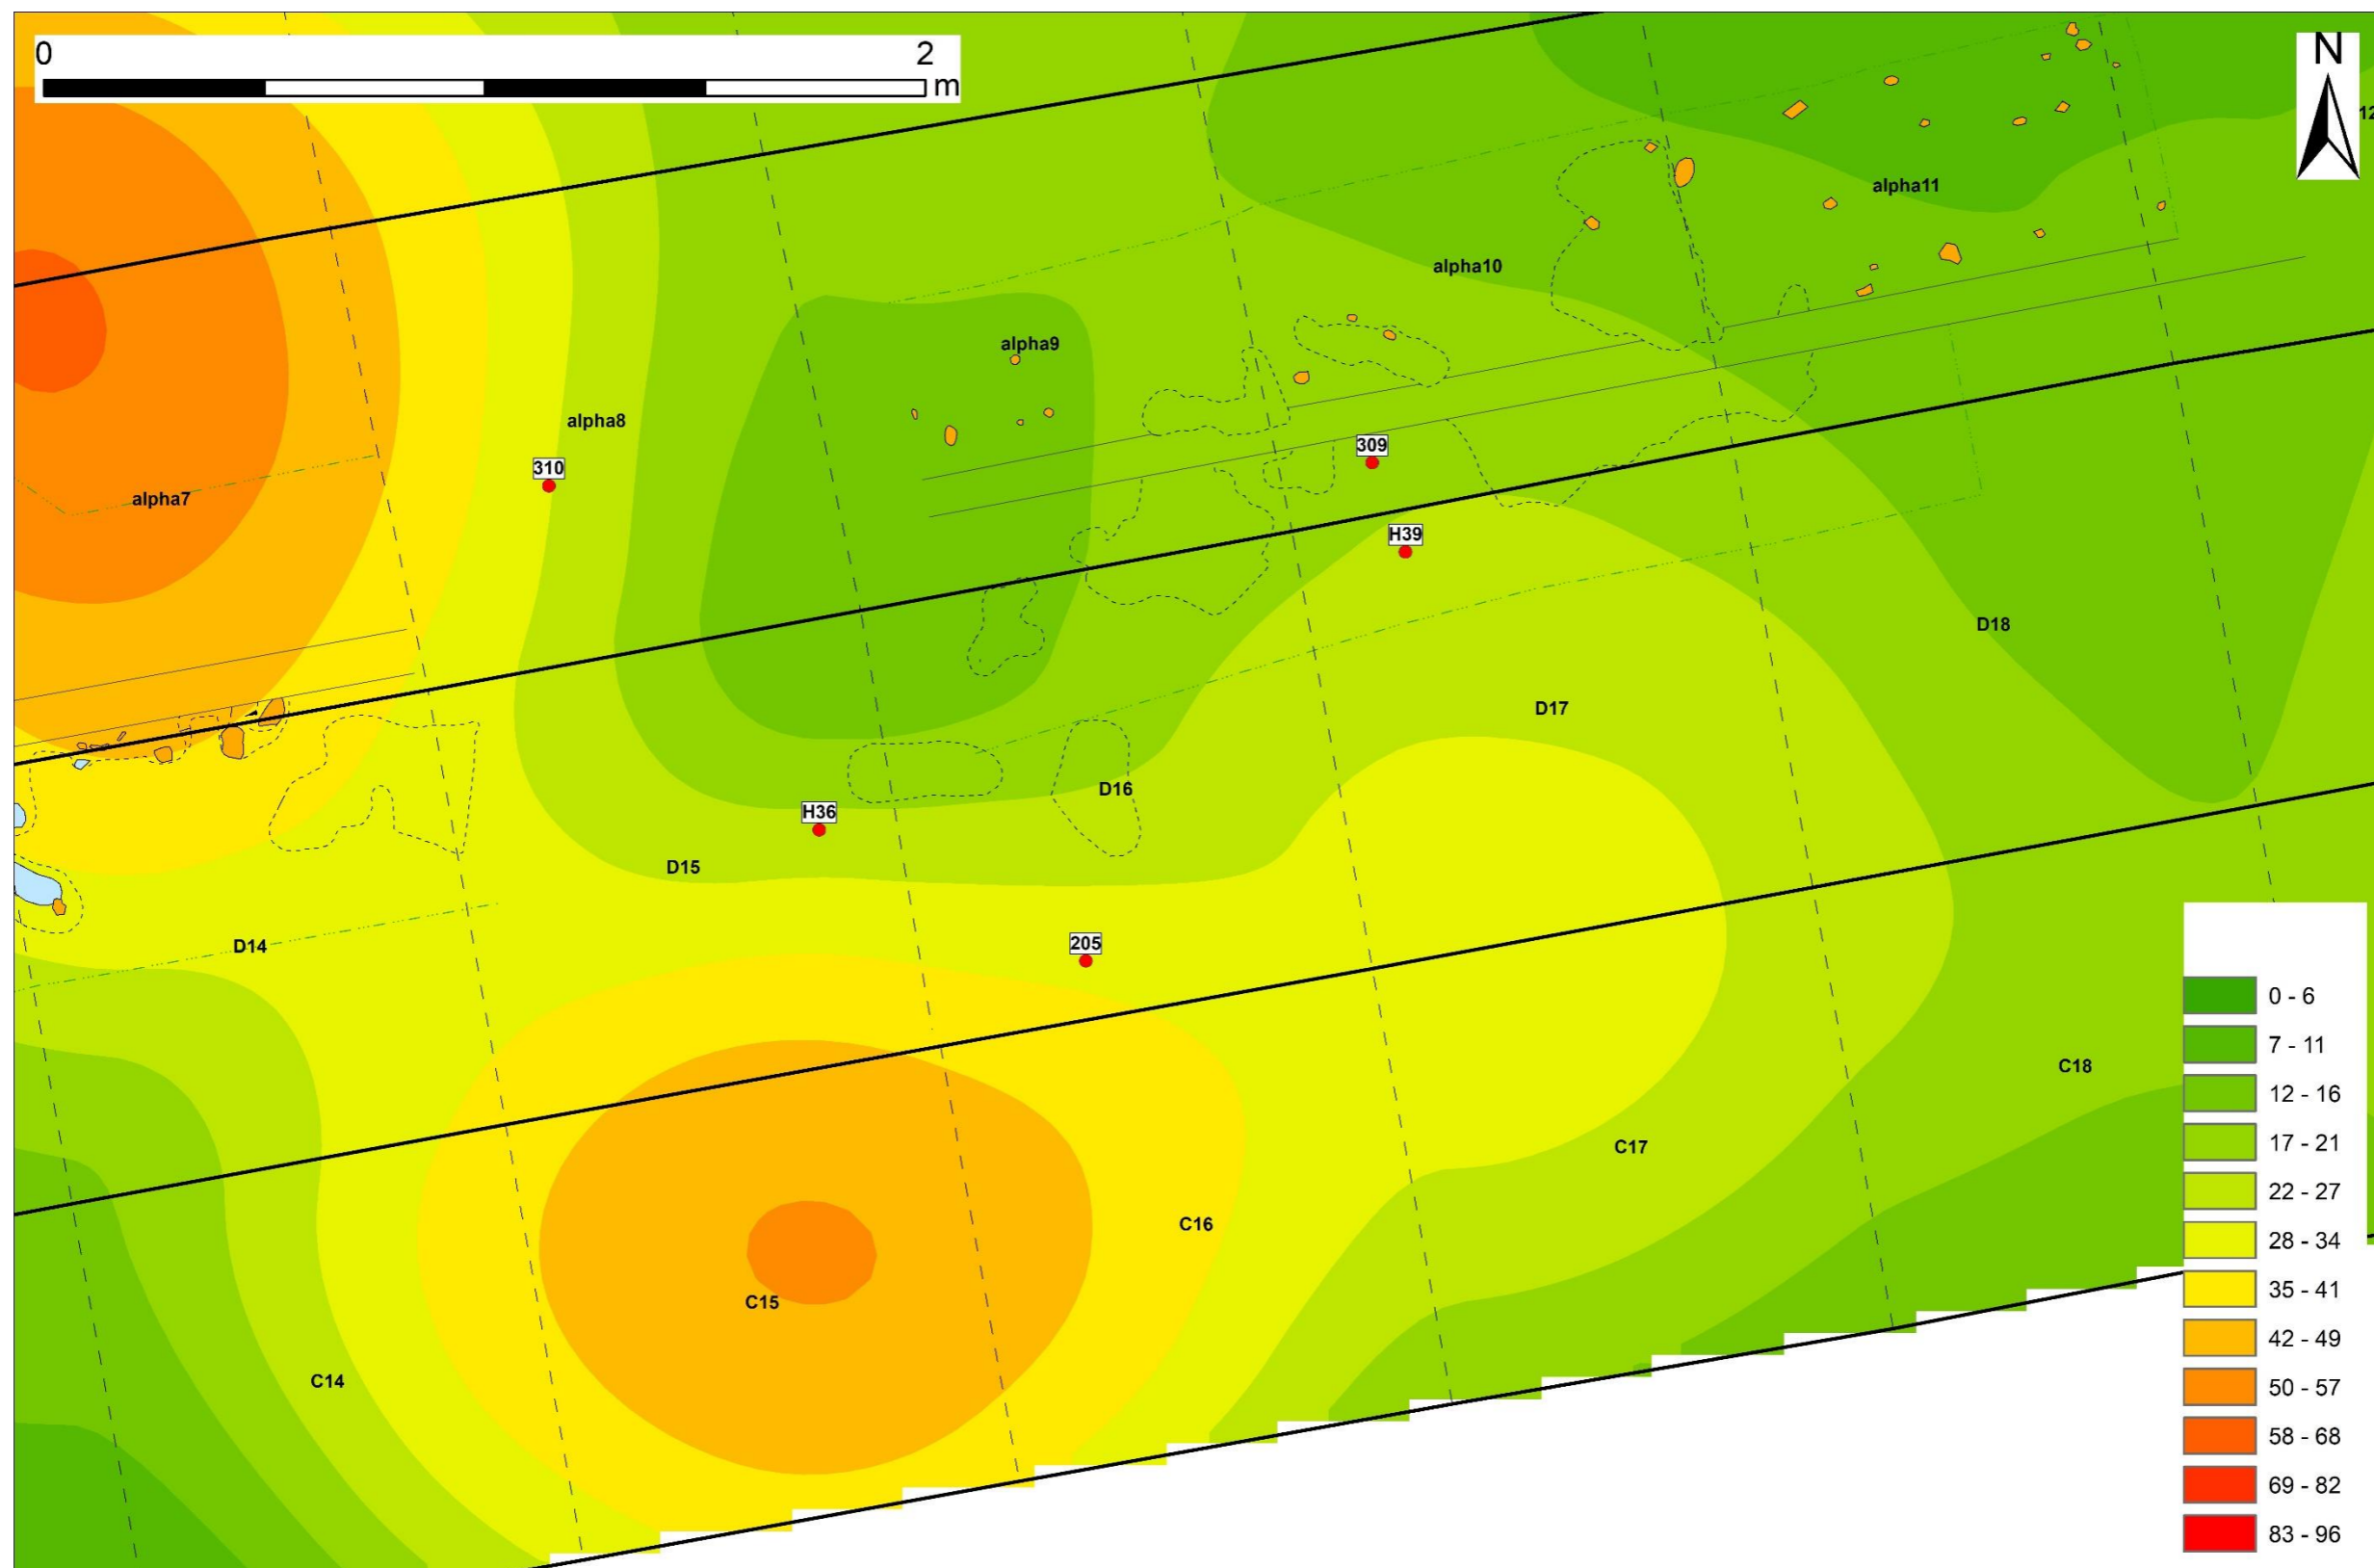 0 2
m
N
12
alpha11
alpha10
alpha9
alpha8
309
310
alpha7
H39
D18
D17
D16
H36
D15
205
D14
C18
C17
C16
C15
C14
0 - 6
7 - 11
12 - 16
17 - 21
22 - 27
28 - 34
35 - 41
42 - 49
50 - 57
58 - 68
69 - 82
83 - 96